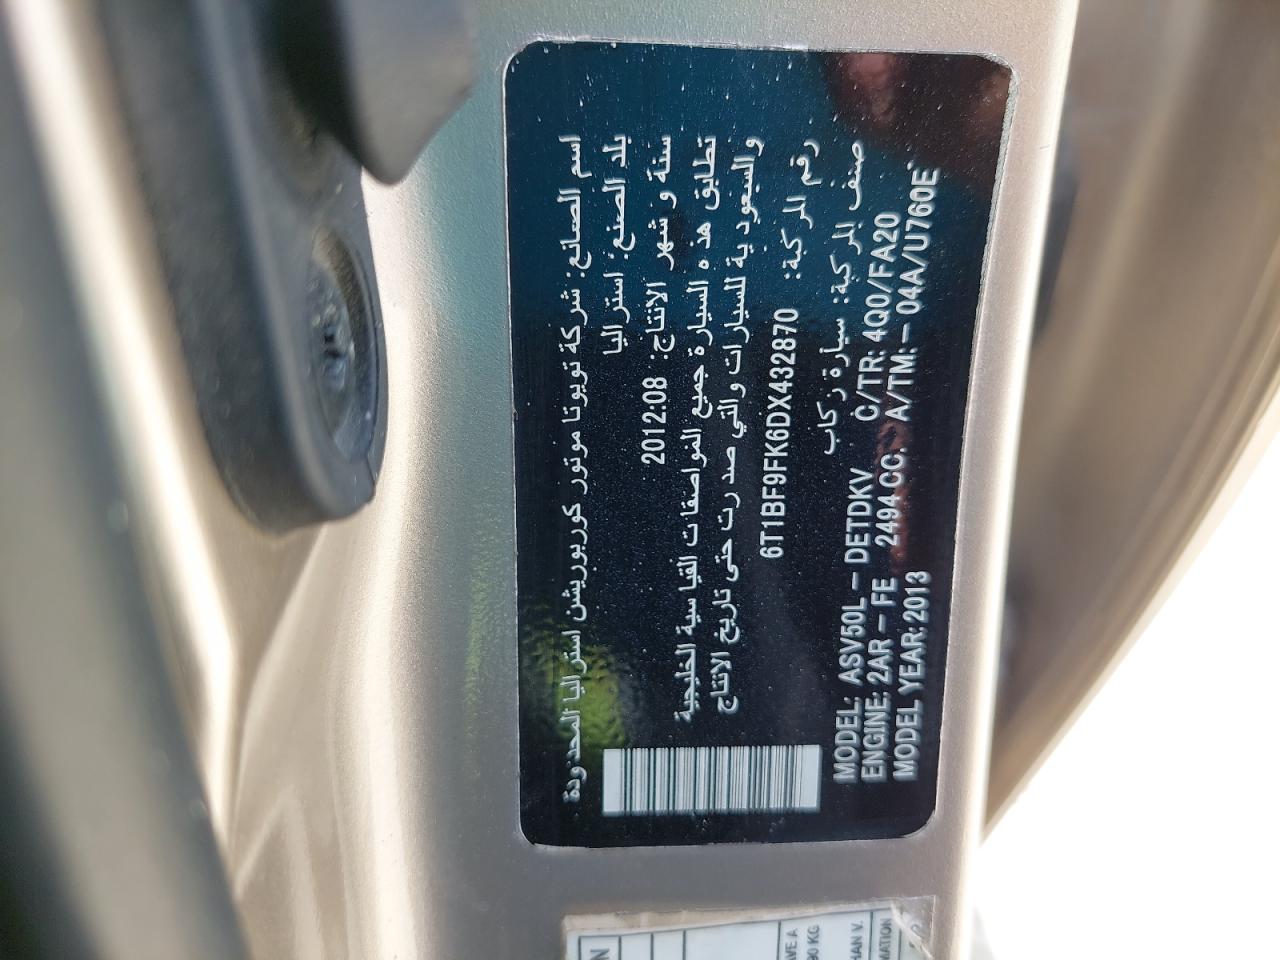 اسم الصانع: شركة تويوتا موتور كوربوريشن استراليا المحدودة
بلد الصنع: استراليا
سنة و شهر الانتاج: 2012.08
تطابق هذه السيارة جميع المواصفات القياسية الخليجية
والسعودية للسيارات والتي صدرت حتى تاريخ الانتاج
رقم المركبة: 6T1BF9FK6DX432870
صنف المركبة: سيارة ركاب
MODEL: ASV50L – DETDKV C/TR: 4Q0/FA20
ENGINE: 2AR – FE 2494 CC. A/TM: – 04A/U760E
MODEL YEAR: 2013